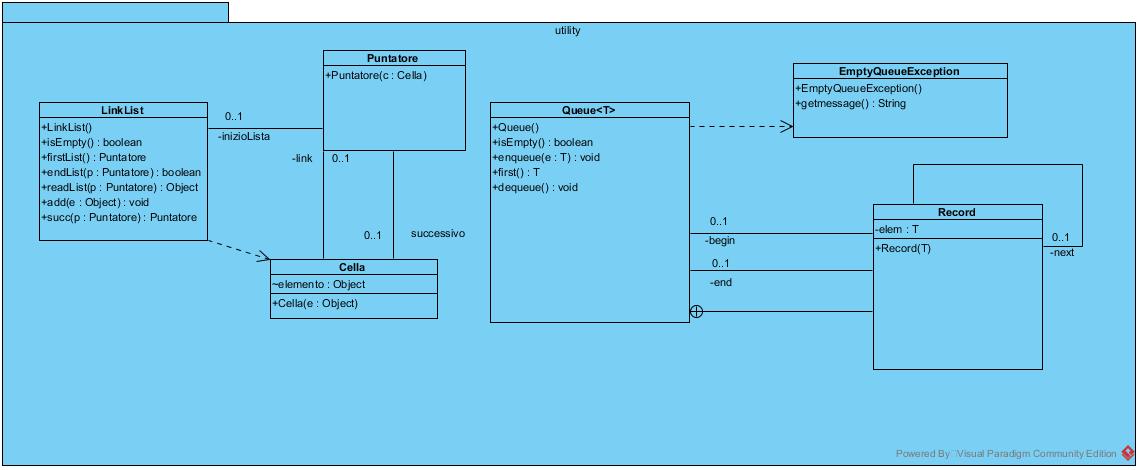 utility
Puntatore
+Puntatore(c : Cella)
EmptyQueueException
+EmptyQueueException()
+getmessage() : String
LinkList
+LinkList()
+isEmpty() : boolean
+firstList() : Puntatore
+endList(p : Puntatore) : boolean
+readList(p : Puntatore) : Object
+add(e : Object) : void
+succ(p : Puntatore) : Puntatore
0..1
-inizioLista
-link
0..1
0..1
successivo
Cella
~elemento : Object
+Cella(e : Object)
Queue<T>
+Queue()
+isEmpty() : boolean
+enqueue(e : T) : void
+first() : T
+dequeue() : void
0..1
-begin
0..1
-end
Record
-elem : T
+Record(T)
0..1
-next
Powered By Visual Paradigm Community Edition